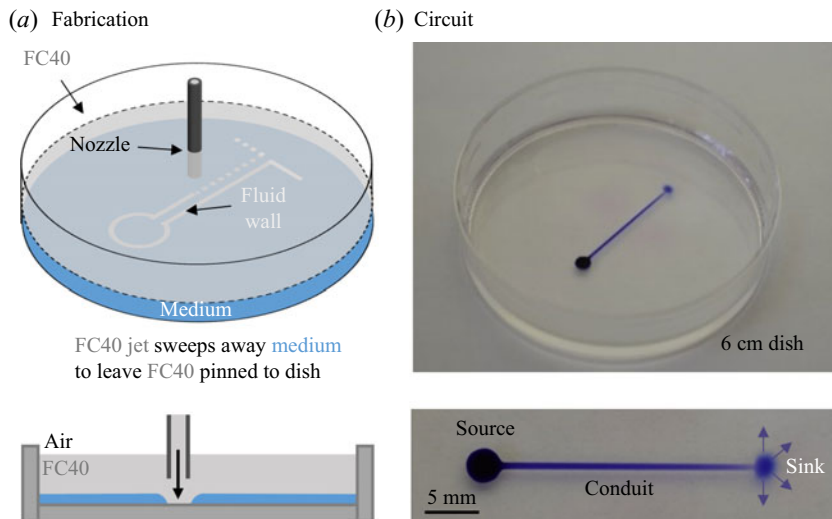 (a) Fabrication
FC40
Nozzle
Fluid
wall
Medium
FC40 jet sweeps away medium
to leave FC40 pinned to dish
Air
FC40
(b) Circuit
6 cm dish
Source
Sink
Conduit
5 mm